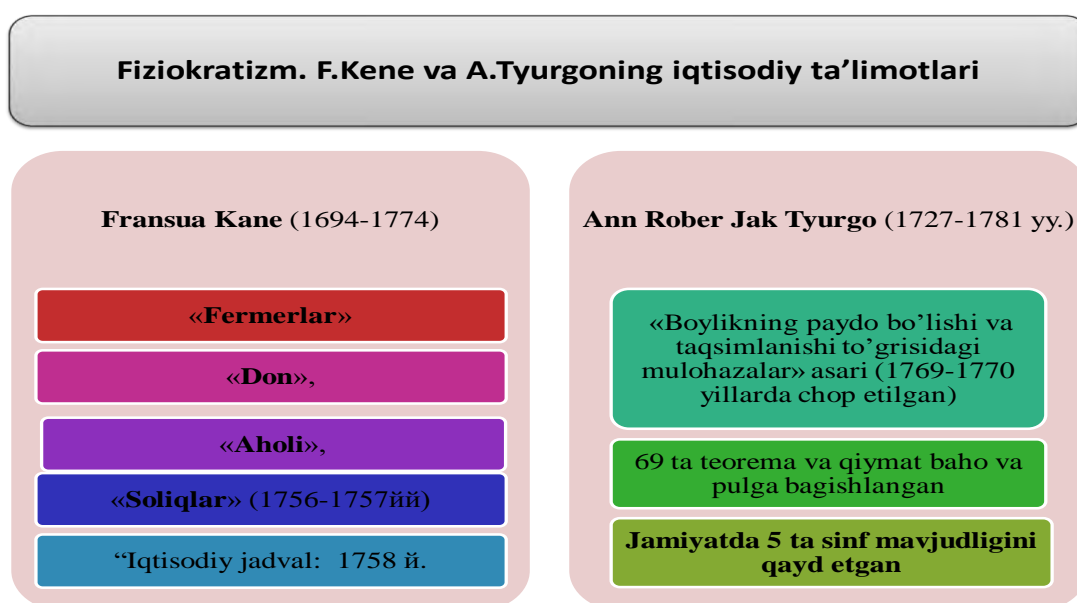 Fiziokratizm. F.Kene va A.Tyurgoning iqtisodiy ta’limotlari
Fransua Kane (1694-1774)
«Fermerlar»
«Don»,
«Aholi»,
«Soliqlar» (1756-1757йй)
“Iqtisodiy jadval: 1758 й.
Ann Rober Jak Tyurgo (1727-1781 yy.)
«Boylikning paydo bo’lishi va
taqsimlanishi to’grisidagi
mulohazalar» asari (1769-1770
yillarda chop etilgan)
69 ta teorema va qiymat baho va
pulga bagishlangan
Jamiyatda 5 ta sinf mavjudligini
qayd etgan